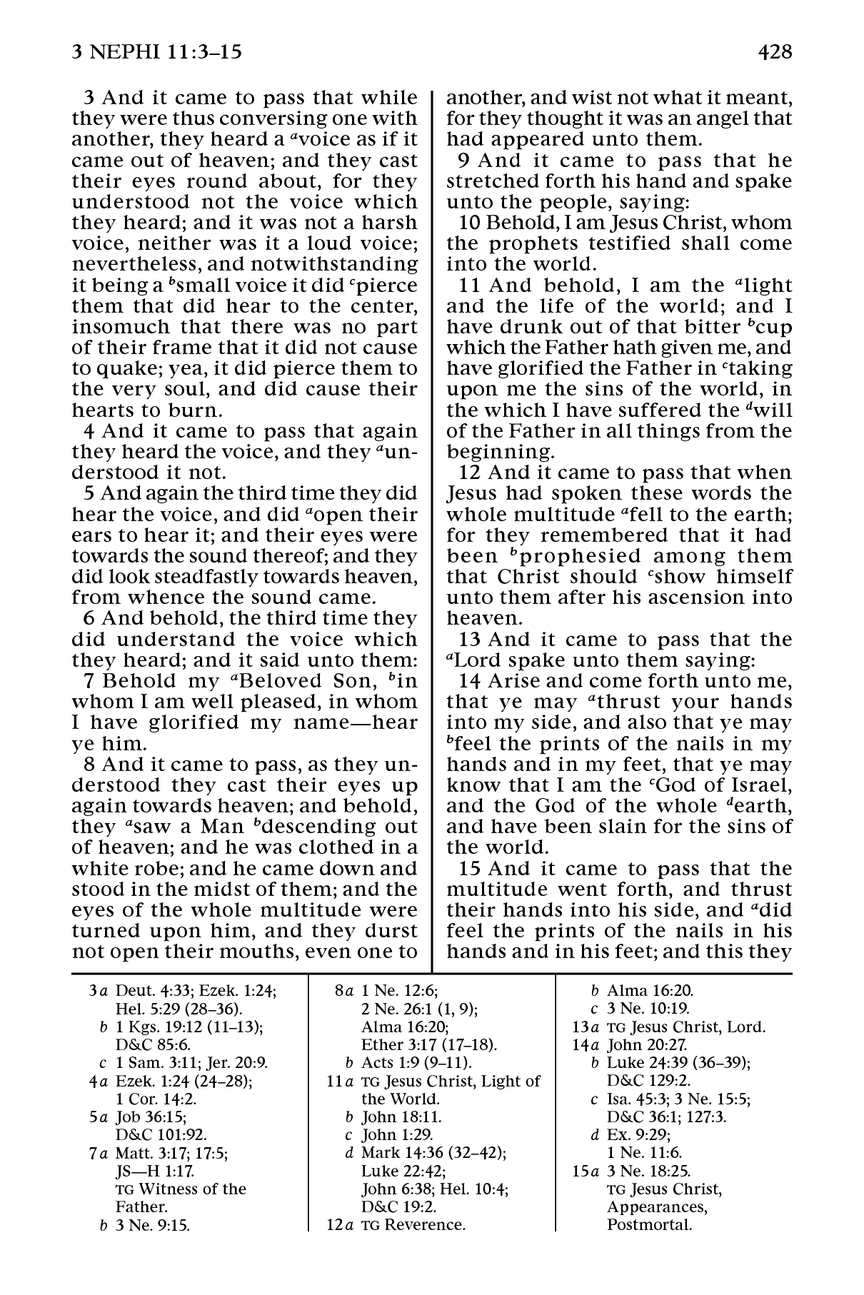 3 NEPHI 11:3–15 428
3 And it came to pass that while
they were thus conversing one with
another, they heard a ᵃvoice as if it
came out of heaven; and they cast
their eyes round about, for they
understood not the voice which
they heard; and it was not a harsh
voice, neither was it a loud voice;
nevertheless, and notwithstanding
it being a ᵇsmall voice it did ᶜpierce
them that did hear to the center,
insomuch that there was no part
of their frame that it did not cause
to quake; yea, it did pierce them to
the very soul, and did cause their
hearts to burn.
4 And it came to pass that again
they heard the voice, and they ᵃun-
derstood it not.
5 And again the third time they did
hear the voice, and did ᵃopen their
ears to hear it; and their eyes were
towards the sound thereof; and they
did look steadfastly towards heaven,
from whence the sound came.
6 And behold, the third time they
did understand the voice which
they heard; and it said unto them:
7 Behold my ᵃBeloved Son, ᵇin
whom I am well pleased, in whom
I have glorified my name—hear
ye him.
8 And it came to pass, as they un-
derstood they cast their eyes up
again towards heaven; and behold,
they ᵃsaw a Man ᵇdescending out
of heaven; and he was clothed in a
white robe; and he came down and
stood in the midst of them; and the
eyes of the whole multitude were
turned upon him, and they durst
not open their mouths, even one to
another, and wist not what it meant,
for they thought it was an angel that
had appeared unto them.
9 And it came to pass that he
stretched forth his hand and spake
unto the people, saying:
10 Behold, I am Jesus Christ, whom
the prophets testified shall come
into the world.
11 And behold, I am the ᵃlight
and the life of the world; and I
have drunk out of that bitter ᵇcup
which the Father hath given me, and
have glorified the Father in ᶜtaking
upon me the sins of the world, in
the which I have suffered the ᵈwill
of the Father in all things from the
beginning.
12 And it came to pass that when
Jesus had spoken these words the
whole multitude ᵃfell to the earth;
for they remembered that it had
been ᵇprophesied among them
that Christ should ᶜshow himself
unto them after his ascension into
heaven.
13 And it came to pass that the
ᵃLord spake unto them saying:
14 Arise and come forth unto me,
that ye may ᵃthrust your hands
into my side, and also that ye may
ᵇfeel the prints of the nails in my
hands and in my feet, that ye may
know that I am the ᶜGod of Israel,
and the God of the whole ᵈearth,
and have been slain for the sins of
the world.
15 And it came to pass that the
multitude went forth, and thrust
their hands into his side, and ᵃdid
feel the prints of the nails in his
hands and in his feet; and this they
3a Deut. 4:33; Ezek. 1:24;
Hel. 5:29 (28–36).
b 1 Kgs. 19:12 (11–13);
D&C 85:6.
c 1 Sam. 3:11; Jer. 20:9.
4a Ezek. 1:24 (24–28);
1 Cor. 14:2.
5a Job 36:15;
D&C 101:92.
7a Matt. 3:17; 17:5;
JS—H 1:17.
TG Witness of the
Father.
b 3 Ne. 9:15.
8a 1 Ne. 12:6;
2 Ne. 26:1 (1, 9);
Alma 16:20;
Ether 3:17 (17–18).
b Acts 1:9 (9–11).
11a TG Jesus Christ, Light of
the World.
b John 18:11.
c John 1:29.
d Mark 14:36 (32–42);
Luke 22:42;
John 6:38; Hel. 10:4;
D&C 19:2.
12a TG Reverence.
b Alma 16:20.
c 3 Ne. 10:19.
13a TG Jesus Christ, Lord.
14a John 20:27.
b Luke 24:39 (36–39);
D&C 129:2.
c Isa. 45:3; 3 Ne. 15:5;
D&C 36:1; 127:3.
d Ex. 9:29;
1 Ne. 11:6.
15a 3 Ne. 18:25.
TG Jesus Christ,
Appearances,
Postmortal.